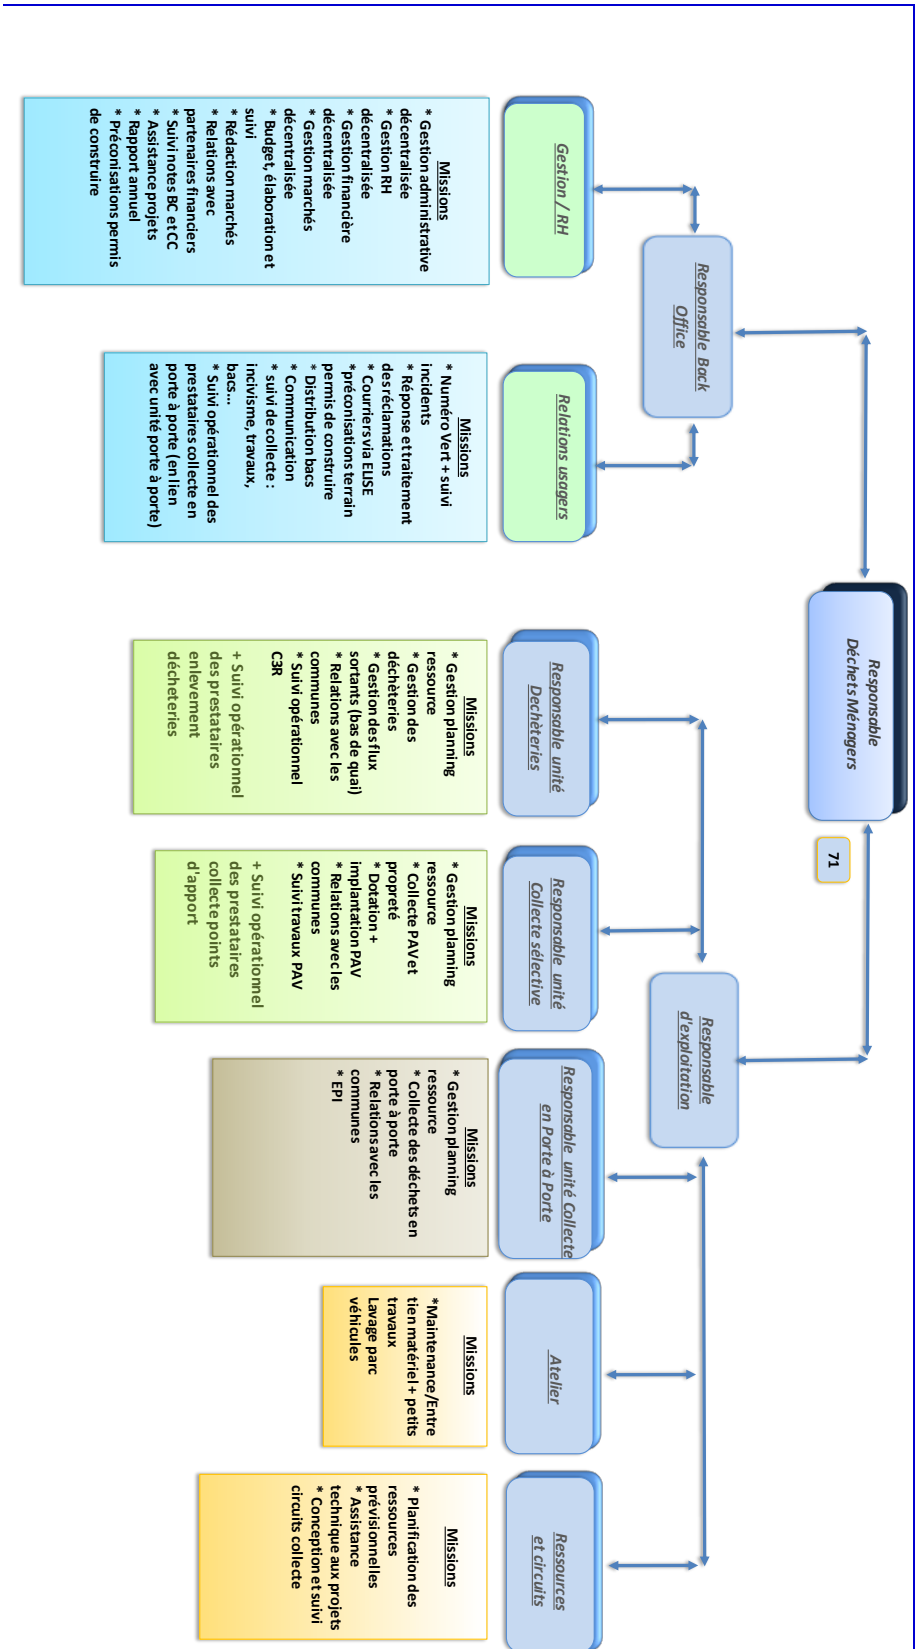 Responsable
Déchets Ménagers
71
Responsable Back
Office
Responsable
d'exploitation
Gestion / RH
Relations usagers
Responsable unité
Dechèteries
Responsable unité
Collecte sélective
Responsable unité Collecte
en Porte à Porte
Atelier
Ressources
et circuits
Missions
* Gestion administrative
décentralisée
* Gestion RH
décentralisée
* Gestion financière
décentralisée
* Gestion marchés
décentralisée
* Budget, élaboration et
suivi
* Rédaction marchés
* Relations avec
partenaires financiers
* Suivi notes BC et CC
* Assistance projets
* Rapport annuel
* Préconisations permis
de construire
Missions
* Numéro Vert + suivi
incidents
* Réponse et traitement
des réclamations
* Courriers via ELISE
* préconisations terrain
permis de construire
* Distribution bacs
* Communication
* suivi de collecte :
incivisme, travaux,
bacs...
* Suivi opérationnel des
prestataires collecte en
porte à porte (en lien
avec unité porte à porte)
Missions
* Gestion planning
ressource
* Gestion des
déchèteries
* Gestion des flux
sortants (bas de quai)
* Relations avec les
communes
* Suivi opérationnel
C3R
+ Suivi opérationnel
des prestataires
enlevement
décheteries
Missions
* Gestion planning
ressource
* Collecte PAV et
propreté
* Dotation +
implantation PAV
* Relations avec les
communes
* Suivi travaux PAV
+ Suivi opérationnel
des prestataires
collecte points
d'apport
Missions
* Gestion planning
ressource
* Collecte des déchets en
porte à porte
* Relations avec les
communes
* EPI
Missions
*Maintenance/Entre
tien matériel + petits
travaux
Lavage parc
véhicules
Missions
* Planification des
ressources
prévisionnelles
* Assistance
technique aux projets
* Conception et suivi
circuits collecte